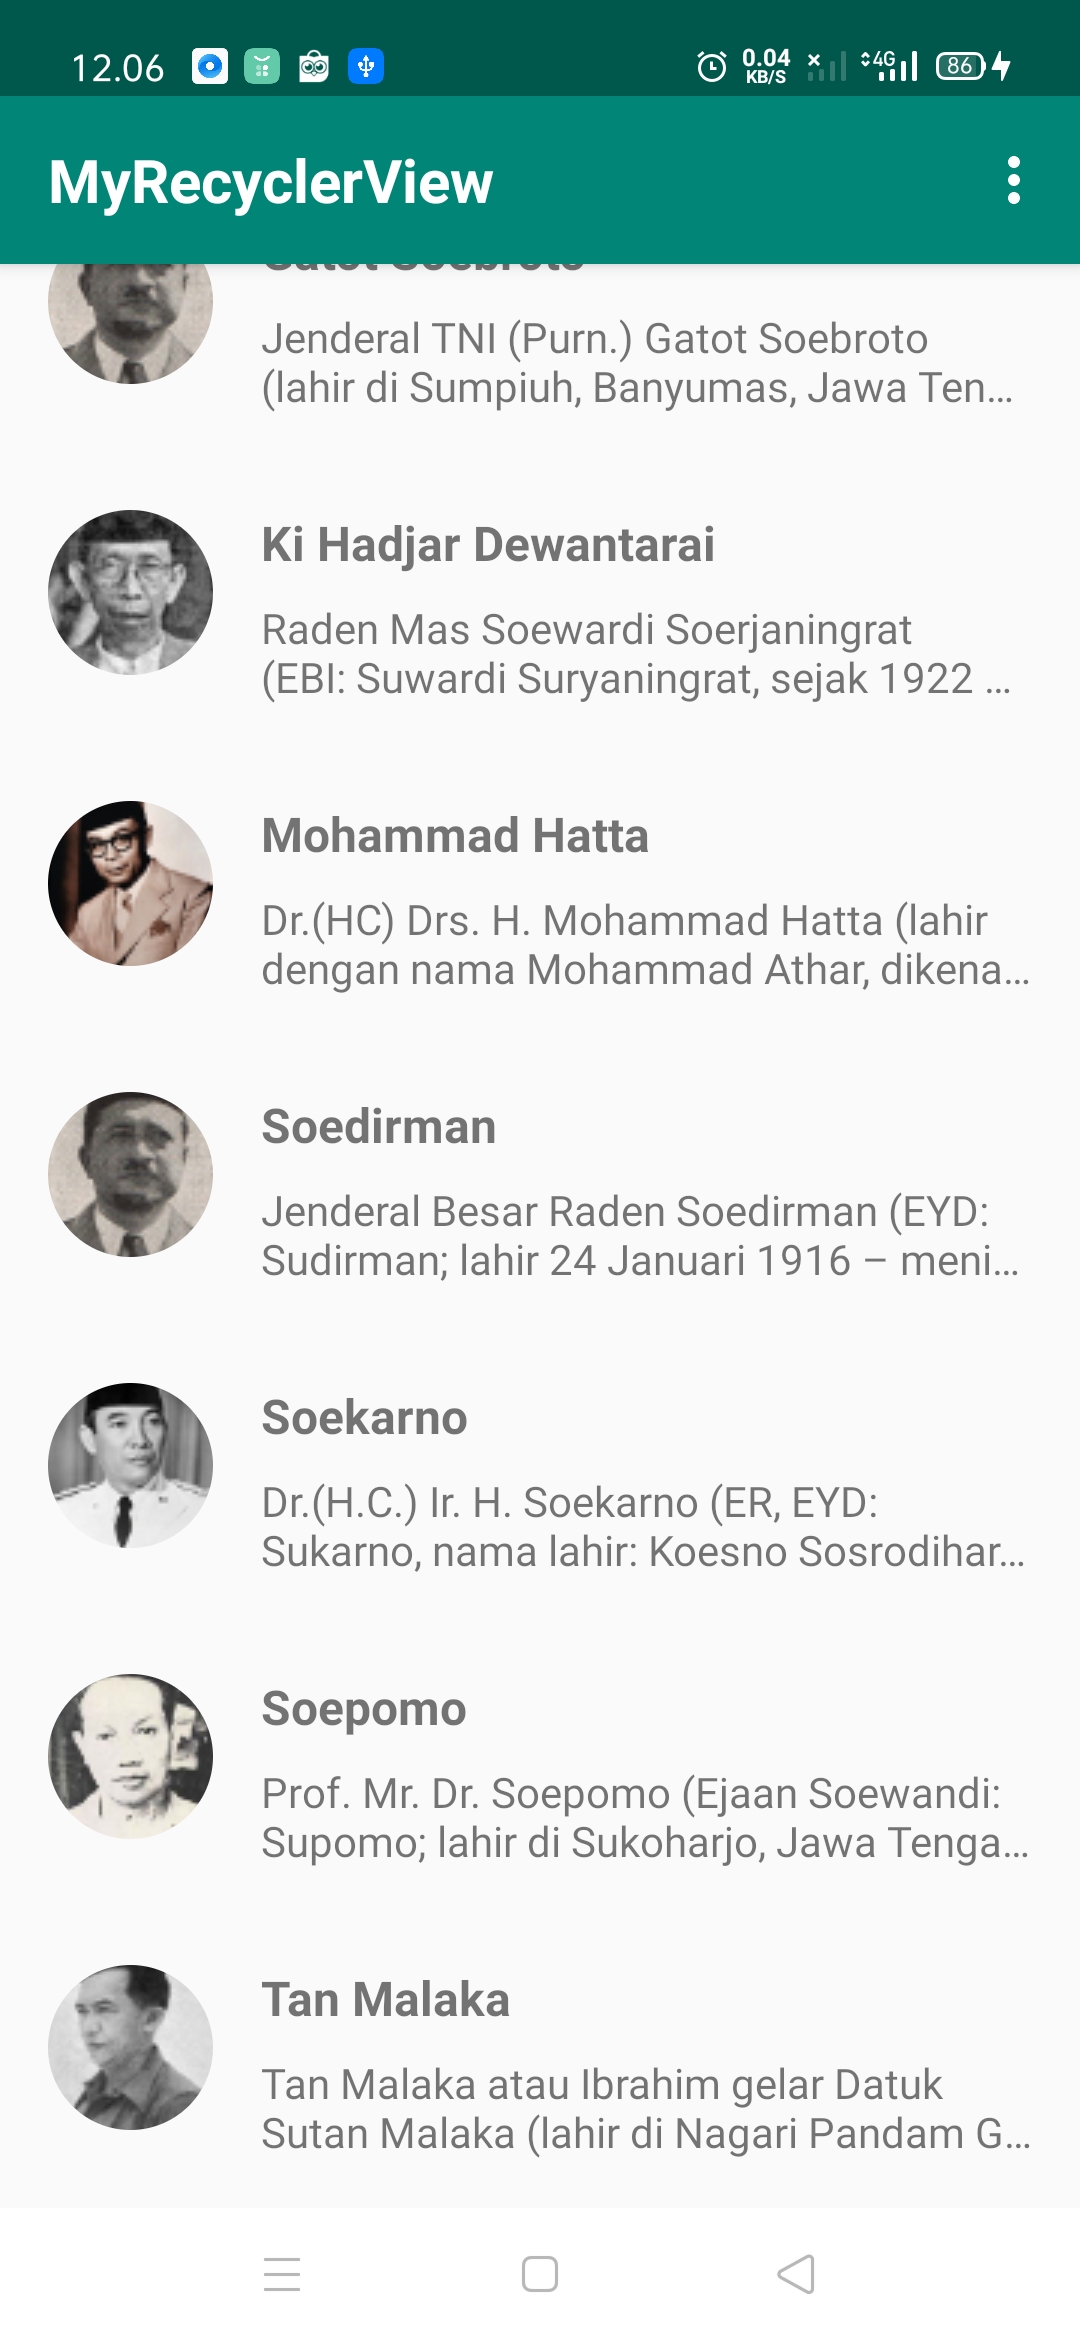 12.06
0.04
KB/S
4G
86
MyRecyclerView
Gatot Soebroto
Jenderal TNI (Purn.) Gatot Soebroto
(lahir di Sumpiuh, Banyumas, Jawa Ten...
Ki Hadjar Dewantarai
Raden Mas Soewardi Soerjaningrat
(EBI: Suwardi Suryaningrat, sejak 1922 ...
Mohammad Hatta
Dr.(HC) Drs. H. Mohammad Hatta (lahir
dengan nama Mohammad Athar, dikena...
Soedirman
Jenderal Besar Raden Soedirman (EYD:
Sudirman; lahir 24 Januari 1916 – meni...
Soekarno
Dr.(H.C.) Ir. H. Soekarno (ER, EYD:
Sukarno, nama lahir: Koesno Sosrodihar...
Soepomo
Prof. Mr. Dr. Soepomo (Ejaan Soewandi:
Supomo; lahir di Sukoharjo, Jawa Tenga...
Tan Malaka
Tan Malaka atau Ibrahim gelar Datuk
Sutan Malaka (lahir di Nagari Pandam G...